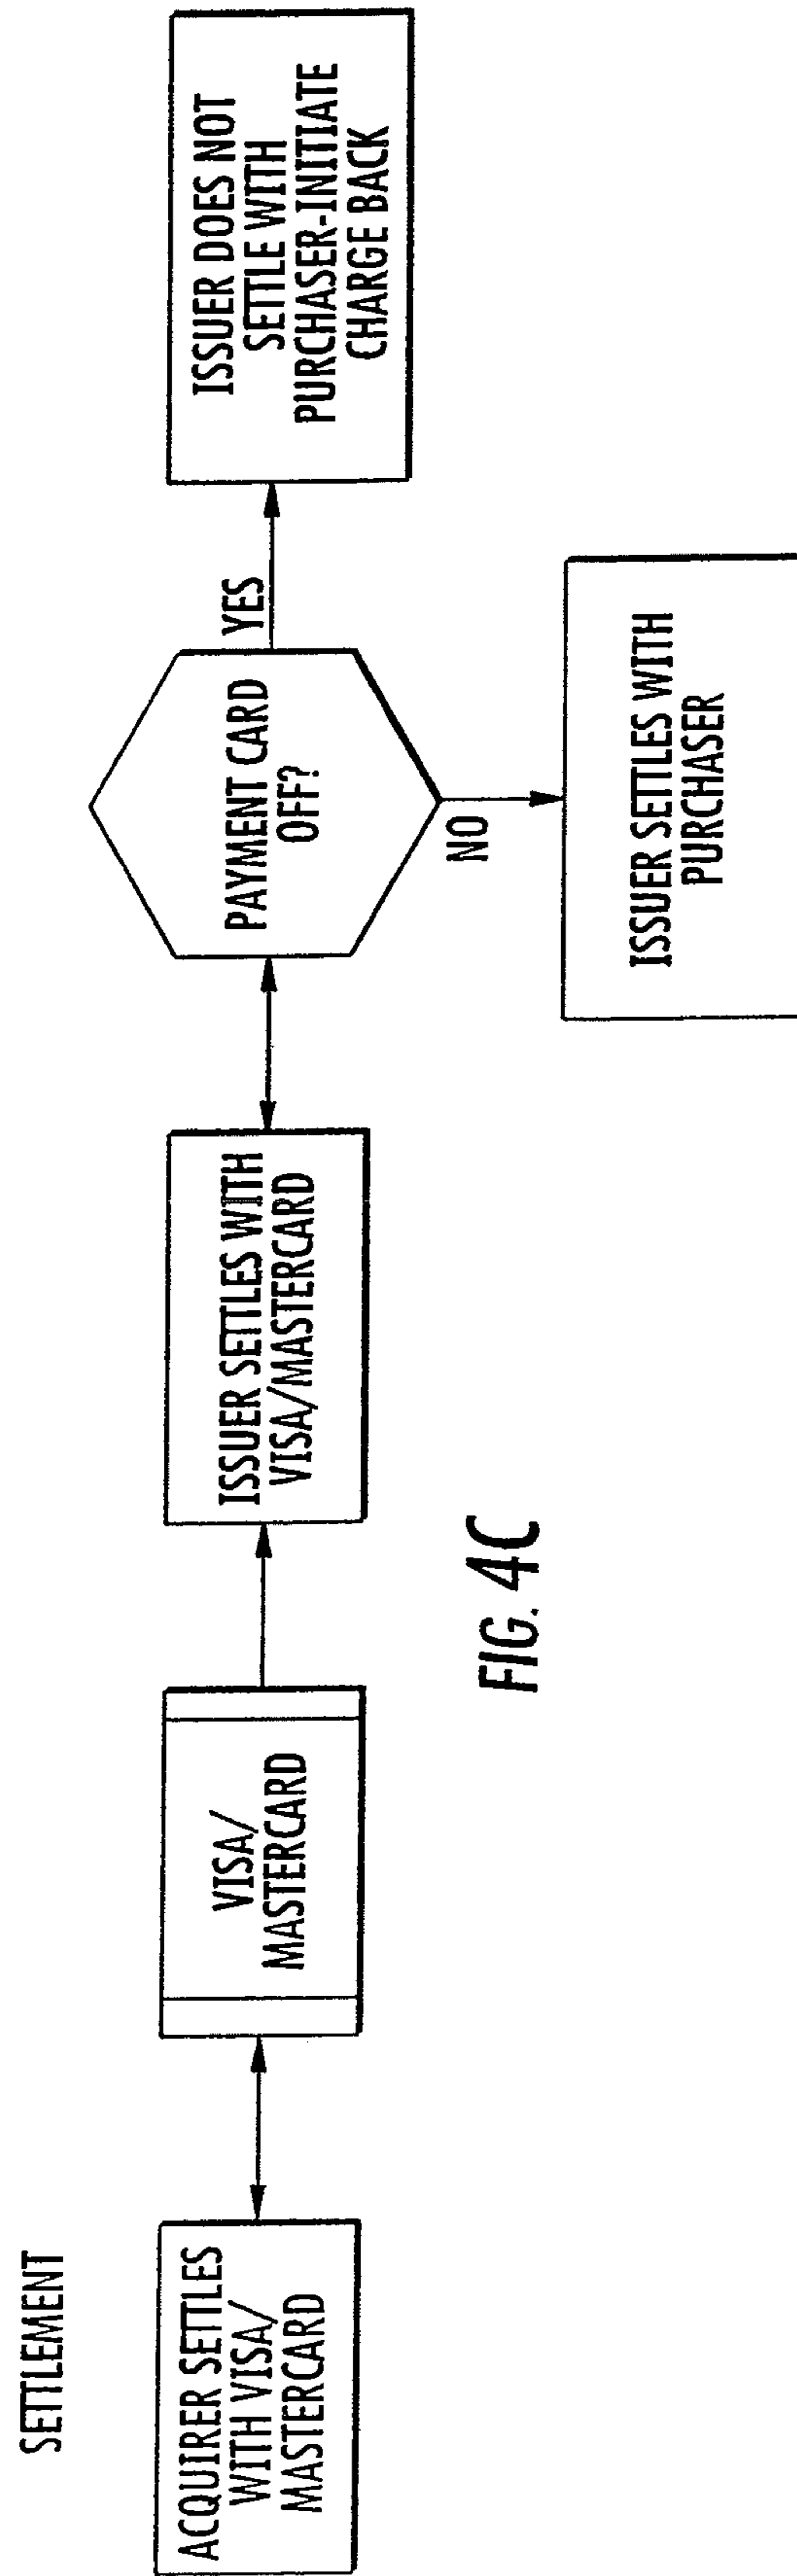 SETTLEMENT
ACQUIRER SETTLES
WITH VISA/
MASTERCARD
VISA/
MASTERCARD
ISSUER SETTLES WITH
VISA/MASTERCARD
PAYMENT CARD
OFF?
YES
ISSUER DOES NOT
SETTLE WITH
PURCHASER-INITIATE
CHARGE BACK
NO
ISSUER SETTLES WITH
PURCHASER
FIG. 4C